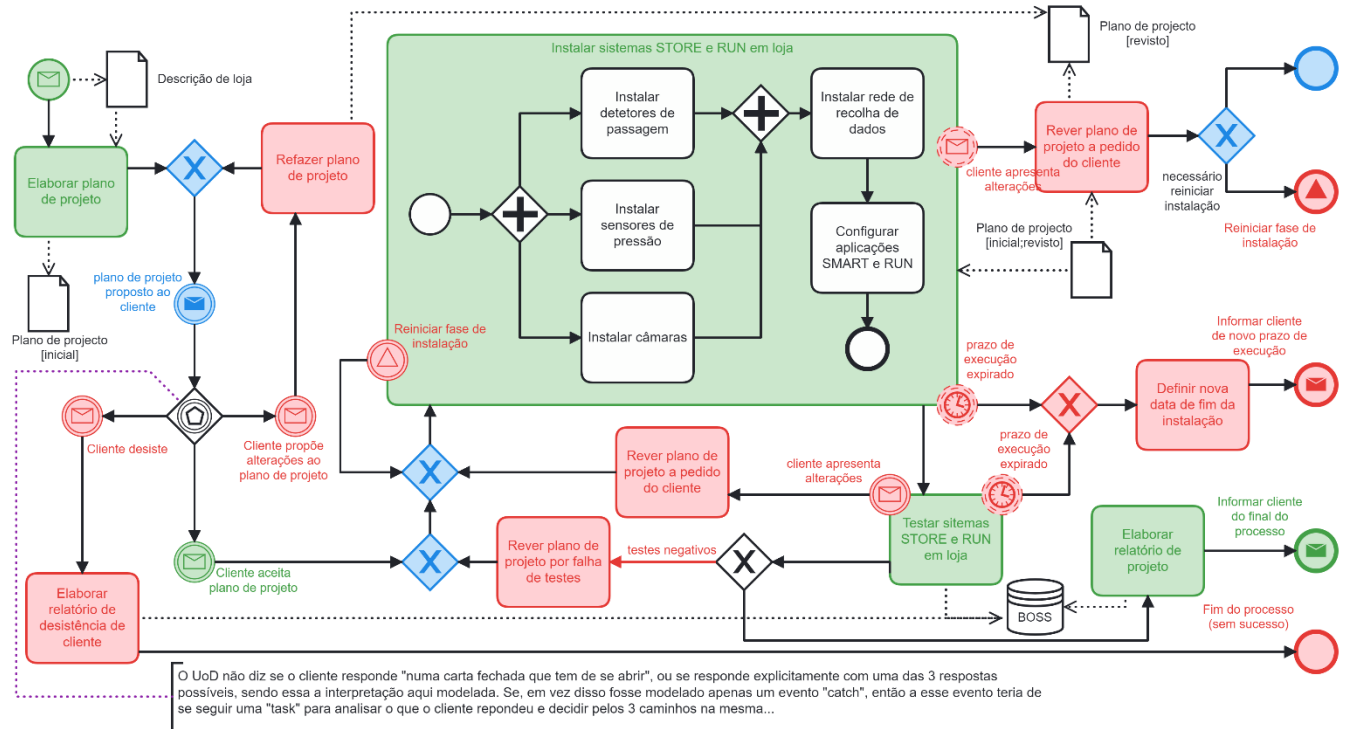 Instalar sistemas STORE e RUN em loja
Plano de projecto
[revisto]
Descrição de loja
Instalar
detetores de
passagem
Instalar rede de
recolha de
dados
Rever plano de
projeto a pedido
do cliente
Elaborar plano
de projeto
Refazer plano
de projeto
cliente apresenta
alterações
necessário
reiniciar
instalação
Reiniciar fase de
instalação
Instalar
sensores de
pressão
Configurar
aplicações
SMART e RUN
Plano de projecto
[inicial;revisto]
plano de projeto
proposto ao
cliente
Plano de projecto
[inicial]
Instalar câmaras
Reiniciar fase de
instalação
prazo de
execução
expirado
Informar cliente
de novo prazo de
execução
Definir nova
data de fim da
instalação
Cliente desiste
Cliente propõe
alterações ao
plano de projeto
Rever plano de
projeto a pedido
do cliente
cliente apresenta
alterações
prazo de
execução
expirado
Testar sitemas
STORE e RUN
em loja
Elaborar
relatório de
projeto
Informar cliente
do final do
processo
Cliente aceita
plano de projeto
Rever plano de
projeto por falha
de testes
testes negativos
Elaborar
relatório de
desistência de
cliente
BOSS
Fim do processo
(sem sucesso)
O UoD não diz se o cliente responde "numa carta fechada que tem de se abrir", ou se responde explicitamente com uma das 3 respostas
possíveis, sendo essa a interpretação aqui modelada. Se, em vez disso fosse modelado apenas um evento "catch", então a esse evento teria de
se seguir uma "task" para analisar o que o cliente repondeu e decidir pelos 3 caminhos na mesma...